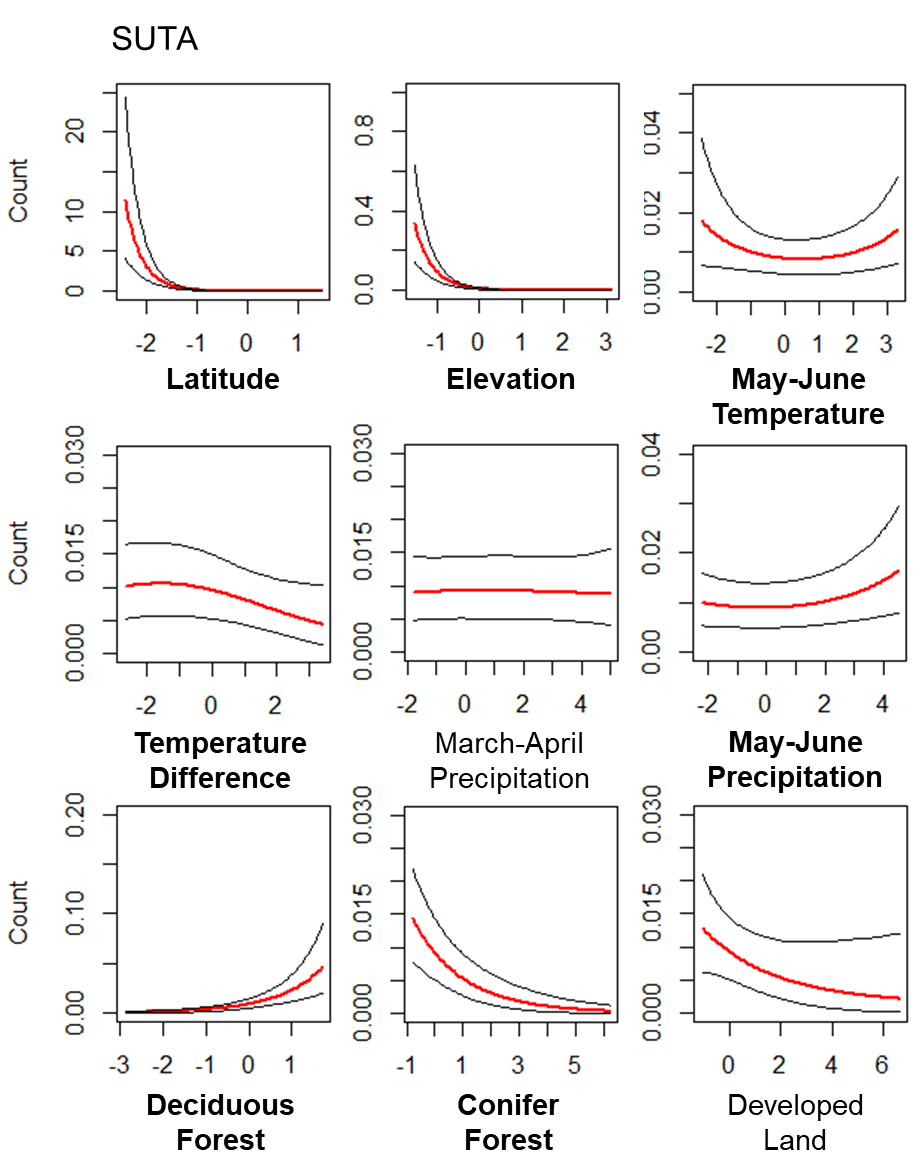 SUTA
Count
0 5 10 20
-2 -1 0 1
Latitude
0.0 0.4 0.8
-1 0 1 2 3
Elevation
0.00 0.02 0.04
-2 0 1 2 3
May-June
Temperature
Count
0.000 0.015 0.030
-2 0 2
Temperature
Difference
0.000 0.015 0.030
-2 0 2 4
March-April
Precipitation
0.00 0.02 0.04
-2 0 2 4
May-June
Precipitation
Count
0.00 0.10 0.20
-3 -2 -1 0 1
Deciduous
Forest
0.000 0.015 0.030
-1 1 3 5
Conifer
Forest
0.000 0.015 0.030
0 2 4 6
Developed
Land